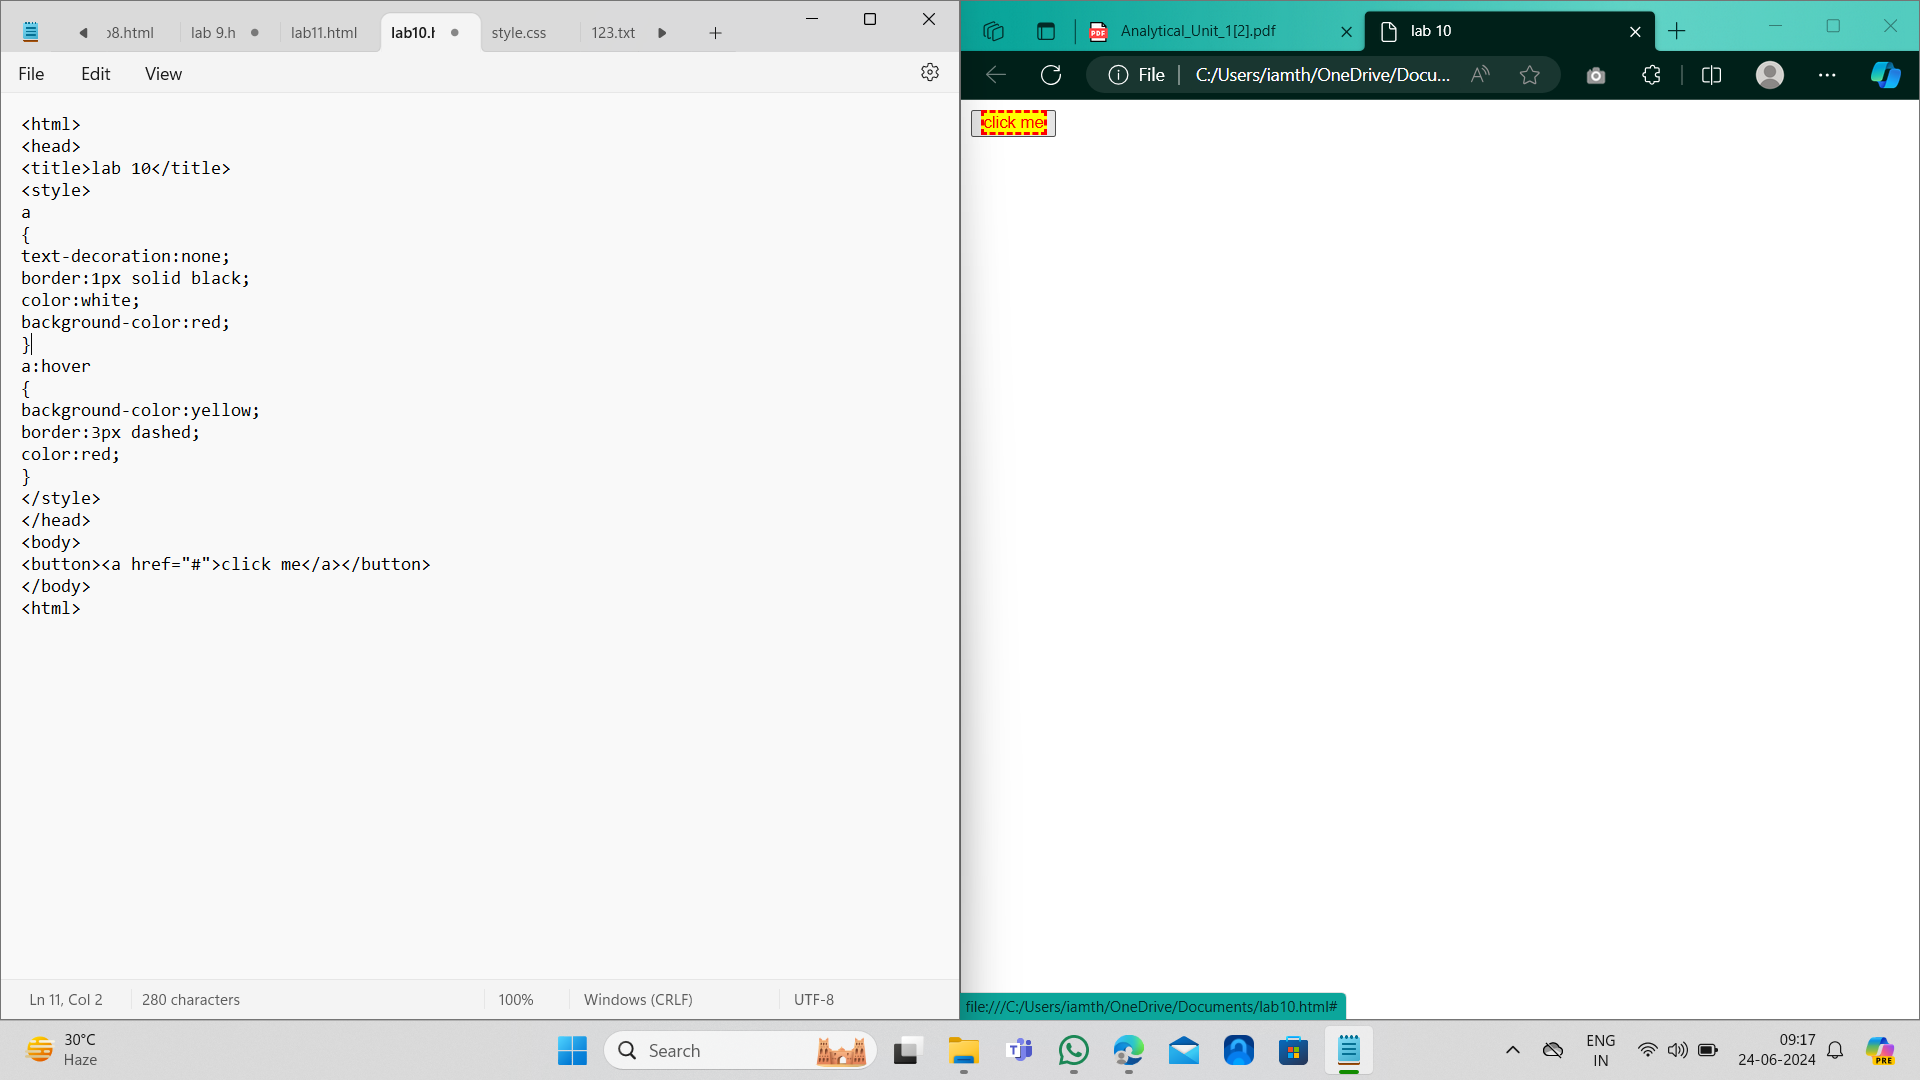 b8.html
lab 9.h
lab11.html
lab10.h
style.css
123.txt
File
Edit
View
<html>
<head>
<title>lab 10</title>
<style>
a
{
text-decoration:none;
border:1px solid black;
color:white;
background-color:red;
}
a:hover
{
background-color:yellow;
border:3px dashed;
color:red;
}
</style>
</head>
<body>
<button><a href="#">click me</a></button>
</body>
<html>
Ln 11, Col 2
280 characters
100%
Windows (CRLF)
UTF-8
Analytical_Unit_1[2].pdf
lab 10
File
C:/Users/iamth/OneDrive/Docu...
click me
file:///C:/Users/iamth/OneDrive/Documents/lab10.html#
30°C
Haze
Search
ENG
IN
09:17
24-06-2024
PRE